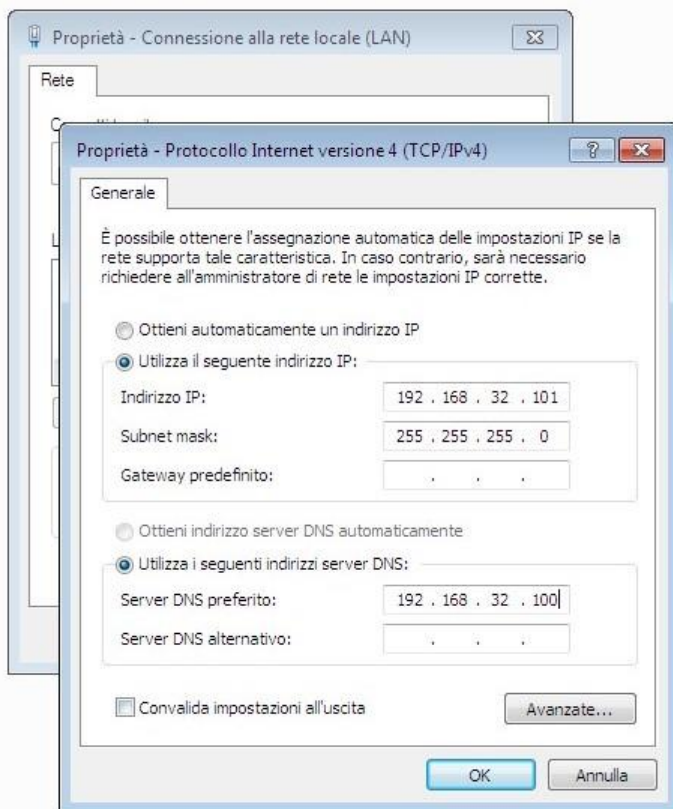 Proprietà - Connessione alla rete locale (LAN)
Rete
Proprietà - Protocollo Internet versione 4 (TCP/IPv4)
Generale
È possibile ottenere l'assegnazione automatica delle impostazioni IP se la
rete supporta tale caratteristica. In caso contrario, sarà necessario
richiedere all'amministratore di rete le impostazioni IP corrette.
Ottieni automaticamente un indirizzo IP
Utilizza il seguente indirizzo IP:
Indirizzo IP: 192 . 168 . 32 . 101
Subnet mask: 255 . 255 . 255 . 0
Gateway predefinito: . . .
Ottieni indirizzo server DNS automaticamente
Utilizza i seguenti indirizzi server DNS:
Server DNS preferito: 192 . 168 . 32 . 100
Server DNS alternativo: . . .
Convalida impostazioni all'uscita Avanzate...
OK Annulla